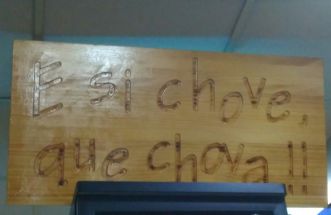 E si chove,
que chova!!